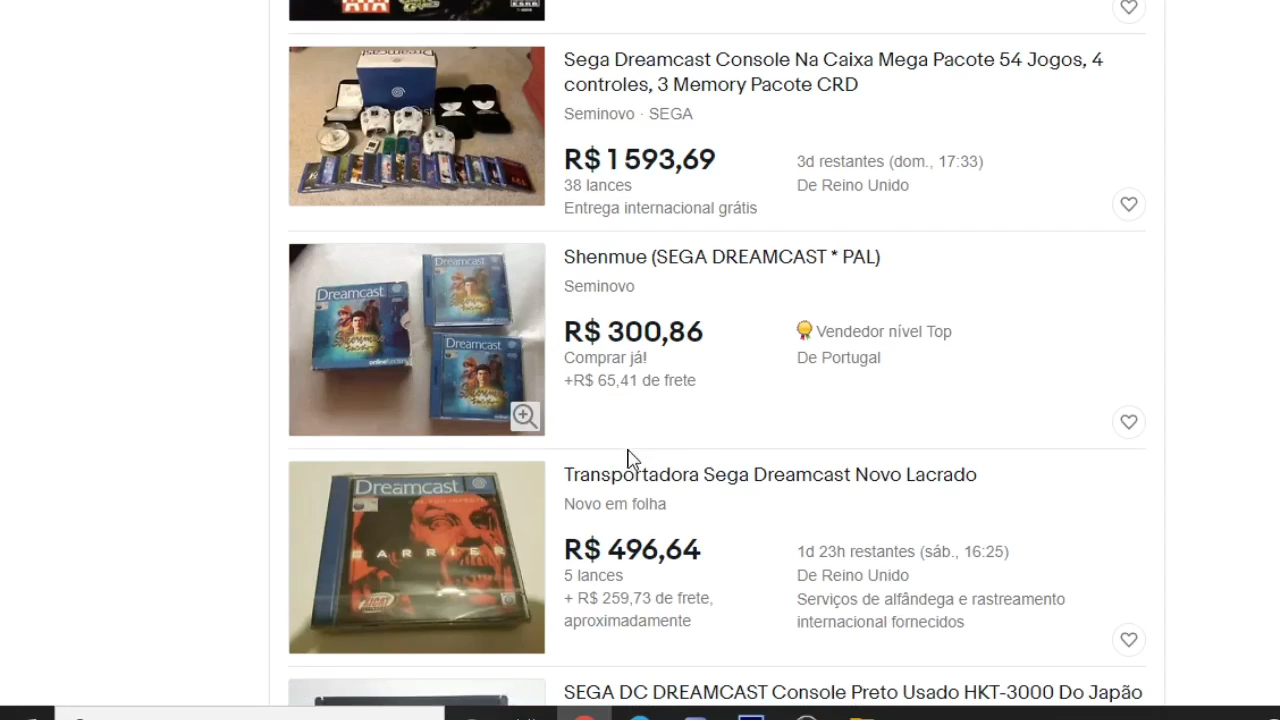 Dreamcast
Sega Dreamcast Console Na Caixa Mega Pacote 54 Jogos, 4
controles, 3 Memory Pacote CRD
Seminovo · SEGA
R$ 1 593,69
3d restantes (dom., 17:33)
38 lances
De Reino Unido
Entrega internacional grátis
Dreamcast
Dreamcast
Dreamcast
Shenmue (SEGA DREAMCAST * PAL)
Seminovo
R$ 300,86
Vendedor nível Top
Comprar já!
De Portugal
+R$ 65,41 de frete
Dreamcast
CARRIER
Transportadora Sega Dreamcast Novo Lacrado
Novo em folha
R$ 496,64
1d 23h restantes (sáb., 16:25)
5 lances
De Reino Unido
+ R$ 259,73 de frete,
Serviços de alfândega e rastreamento
aproximadamente
internacional fornecidos
SEGA DC DREAMCAST Console Preto Usado HKT-3000 Do Japão